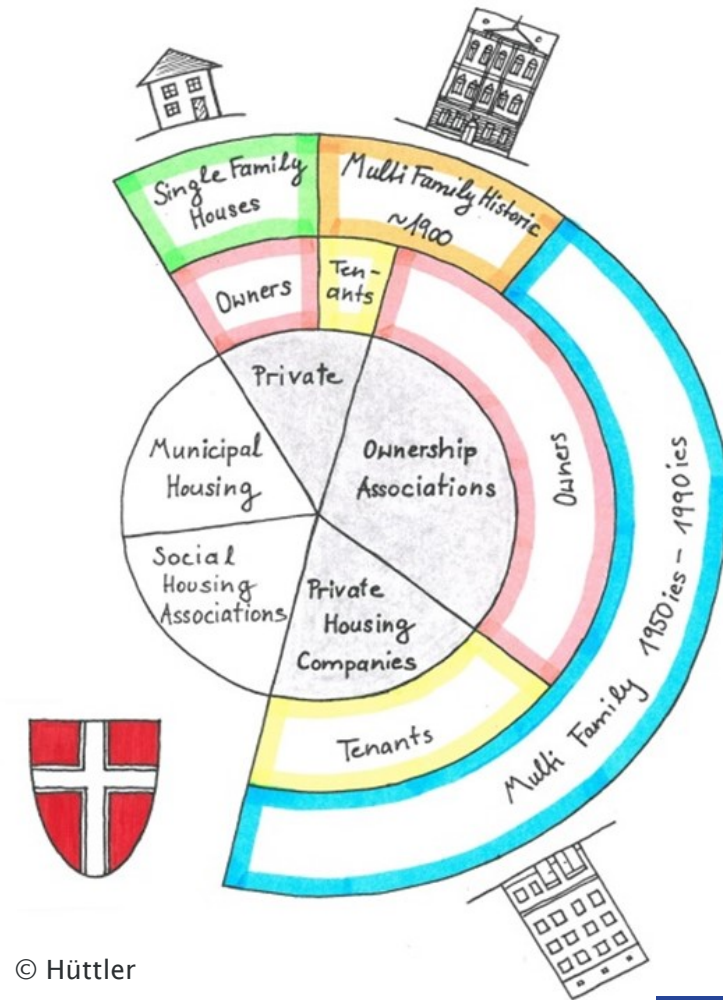 Single Family
Houses
Multi Family Historic
~1900
Owners
Ten-
ants
Private
Municipal
Housing
Ownership
Associations
Owners
Multi Family 1950ies - 1990ies
Social
Housing
Associations
Private
Housing
Companies
Tenants
© Hüttler